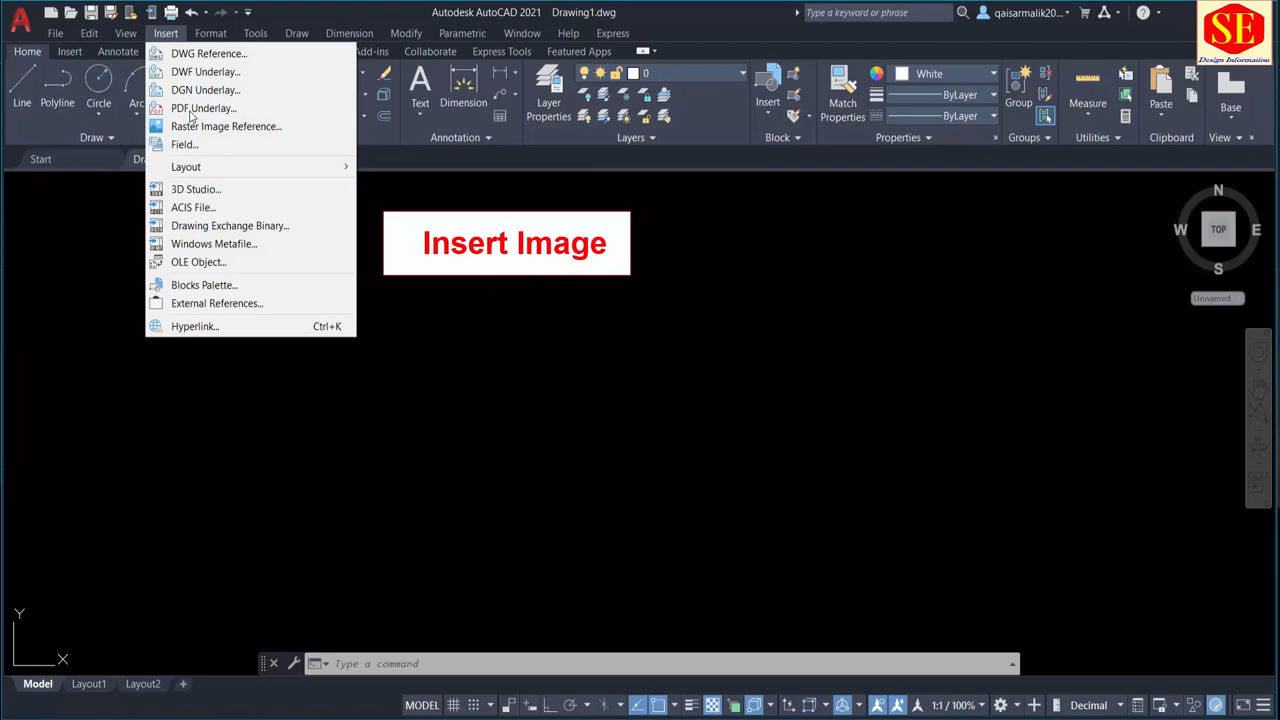 Autodesk AutoCAD 2021 Drawing1.dwg
Type a keyword or phrase
qaisarmalik20...
SE
Design Information
File Edit View Insert Format Tools Draw Dimension Modify Parametric Window Help Express
Home Insert Annotate
Add-ins Collaborate Express Tools Featured Apps
DWG Reference...
DWF Underlay...
DGN Underlay...
PDF Underlay...
Raster Image Reference...
Field...
Layout
3D Studio...
ACIS File...
Drawing Exchange Binary...
Windows Metafile...
OLE Object...
Blocks Palette...
External References...
Hyperlink... Ctrl+K
Line
Polyline
Circle
Draw
Text
Dimension
Layer
Properties
0
Layers
Insert
Block
Match
Properties
White
ByLayer
ByLayer
Properties
Group
Groups
Measure
Utilities
Paste
Clipboard
Base
View
Start
Insert Image
N
W TOP E
S
Unnamed
Y
X
Type a command
Model Layout1 Layout2 +
MODEL 1:1 / 100% Decimal